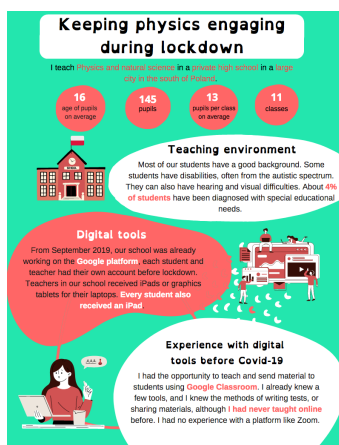 Keeping physics engaging
during lockdown
I teach Physics and natural science in a private high school in a large
city in the south of Poland.
16
age of pupils
on average
145
pupils
13
pupils per class
on average
11
classes
Teaching environment
Most of our students have a good background. Some
students have disabilities, often from the autistic spectrum.
They can also have hearing and visual difficulties. About 4%
of students have been diagnosed with special educational
needs.
Digital tools
From September 2019, our school was already
working on the Google platform, each student and
teacher had their own account before lockdown.
Teachers in our school received iPads or graphics
tablets for their laptops. Every student also
received an iPad
Experience with digital
tools before Covid-19
I had the opportunity to teach and send material to
students using Google Classroom. I already knew a
few tools, and I knew the methods of writing tests, or
sharing materials, although I had never taught online
before. I had no experience with a platform like Zoom.